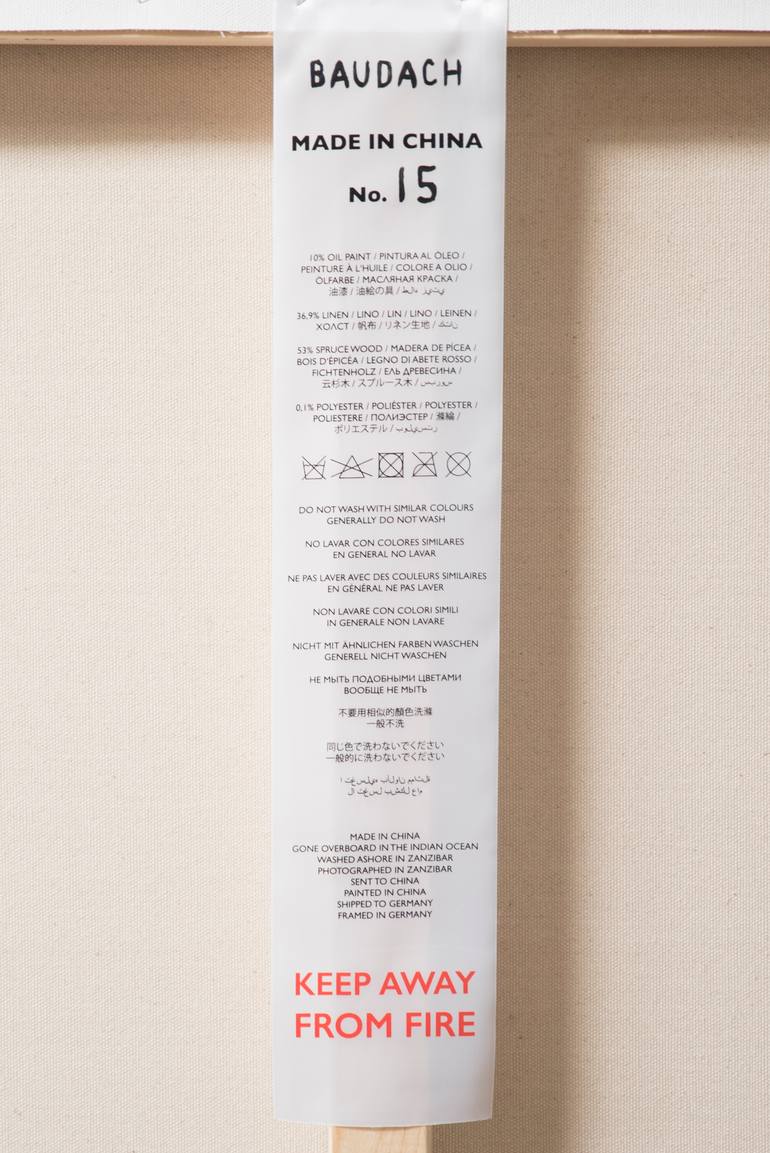 BAUDACH
MADE IN CHINA
No. 15
10% OIL PAINT / PINTURA AL ÓLEO /
PEINTURE À L'HUILE / COLORE A OLIO /
ÖLFARBE / МАСЛЯНАЯ КРАСКА /
油漆 / 油絵の具 /
36,9% LINEN / LINO / LIN / LINO / LEINEN /
ХОЛСТ / 帆布 / リネン生地 /
53% SPRUCE WOOD / MADERA DE PÍCEA /
BOIS D'ÉPICÉA / LEGNO DI ABETE ROSSO /
FICHTENHOLZ / ЕЛЬ ДРЕВЕСИНА /
云杉木 / スプルース木 /
0,1% POLYESTER / POLIÉSTER / POLYESTER /
POLIESTERE / ПОЛИЭСТЕР / 滌綸 /
ポリエステル /
DO NOT WASH WITH SIMILAR COLOURS
GENERALLY DO NOT WASH
NO LAVAR CON COLORES SIMILARES
EN GENERAL NO LAVAR
NE PAS LAVER AVEC DES COULEURS SIMILAIRES
EN GÉNÉRAL NE PAS LAVER
NON LAVARE CON COLORI SIMILI
IN GENERALE NON LAVARE
NICHT MIT ÄHNLICHEN FARBEN WASCHEN
GENERELL NICHT WASCHEN
НЕ МЫТЬ ПОДОБНЫМИ ЦВЕТАМИ
ВООБЩЕ НЕ МЫТЬ
不要用相似的顏色洗滌
一般不洗
同じ色で洗わないでください
一般的に洗わないでください
MADE IN CHINA
GONE OVERBOARD IN THE INDIAN OCEAN
WASHED ASHORE IN ZANZIBAR
PHOTOGRAPHED IN ZANZIBAR
SENT TO CHINA
PAINTED IN CHINA
SHIPPED TO GERMANY
FRAMED IN GERMANY
KEEP AWAY
FROM FIRE